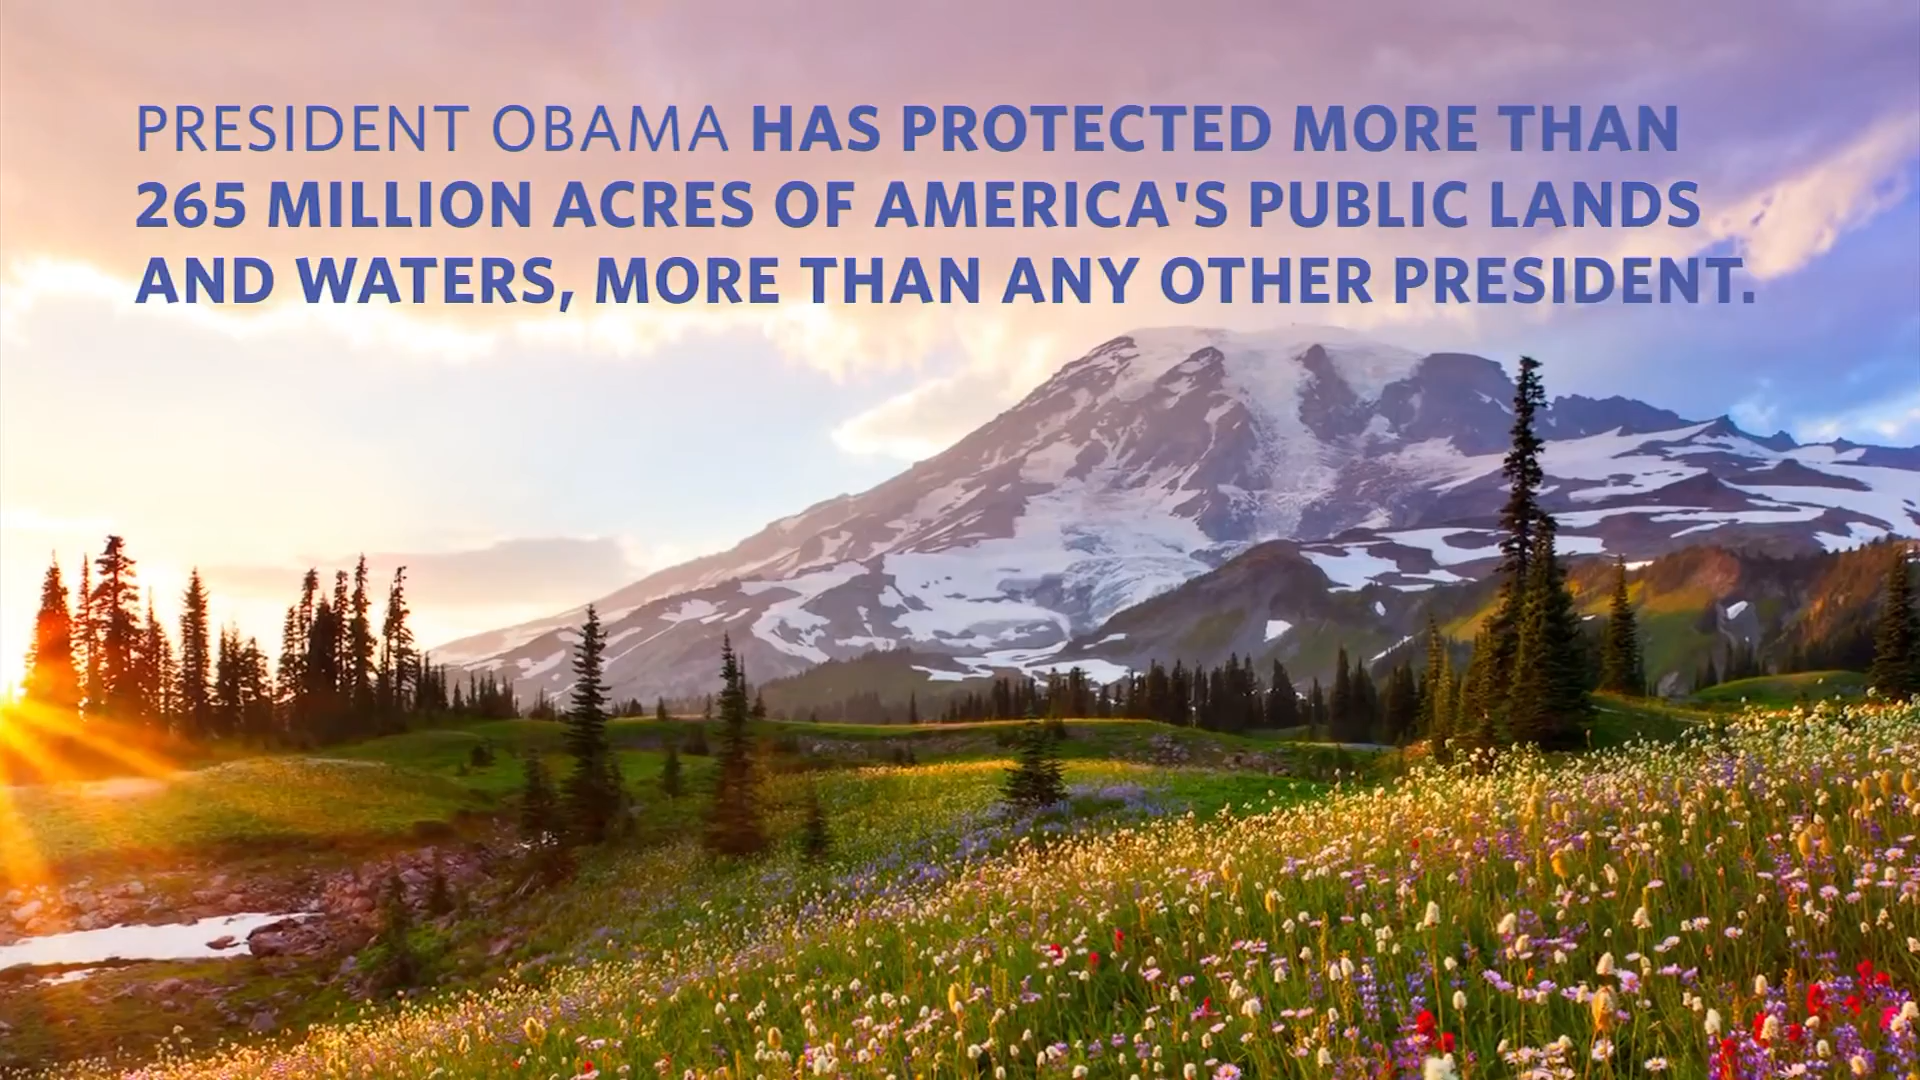 PRESIDENT OBAMA HAS PROTECTED MORE THAN
265 MILLION ACRES OF AMERICA'S PUBLIC LANDS
AND WATERS, MORE THAN ANY OTHER PRESIDENT.